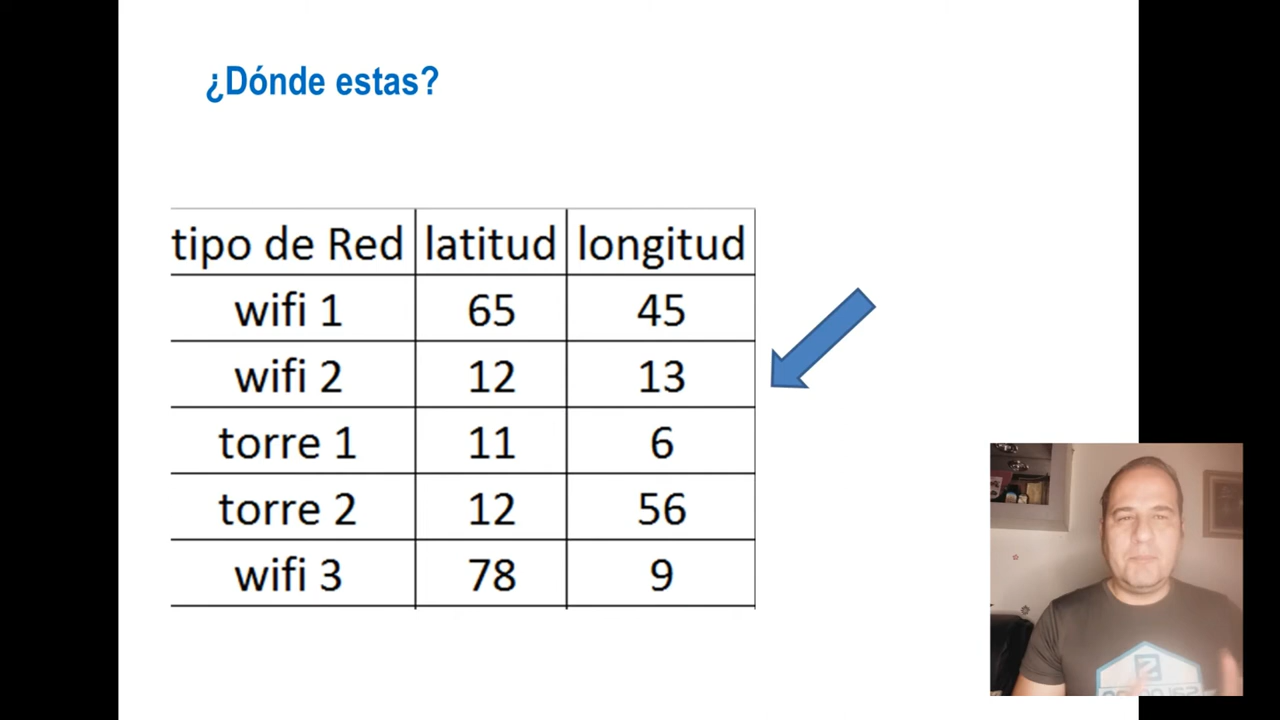 ¿Dónde estas?
tipo de Red latitud longitud
wifi 1 65 45
wifi 2 12 13
torre 1 11 6
torre 2 12 56
wifi 3 78 9